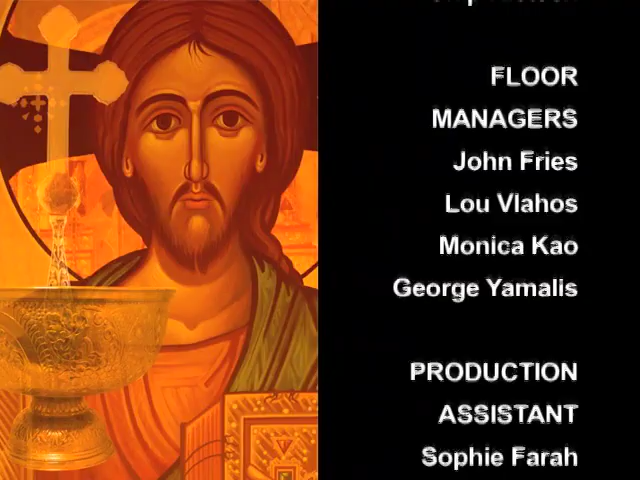 FLOOR
MANAGERS
John Fries
Lou Vlahos
Monica Kao
George Yamalis
PRODUCTION
ASSISTANT
Sophie Farah